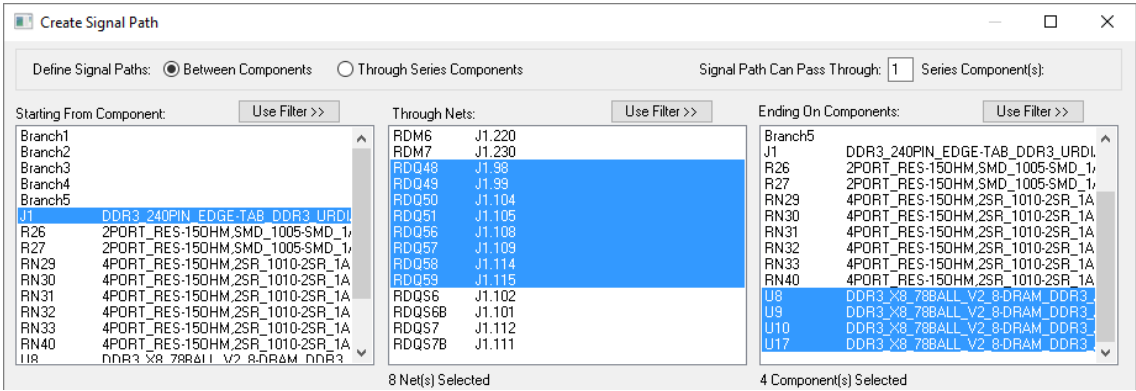 Create Signal Path
Define Signal Paths: Between Components Through Series Components Signal Path Can Pass Through: 1 Series Component(s):
Starting From Component: Use Filter >>
Branch1
Branch2
Branch3
Branch4
Branch5
J1 DDR3_240PIN_EDGE-TAB_DDR3_URDI
R26 2PORT_RES-15OHM,SMD_1005-SMD_1
R27 2PORT_RES-15OHM,SMD_1005-SMD_1
RN29 4PORT_RES-15OHM,2SR_1010-2SR_1A
RN30 4PORT_RES-15OHM,2SR_1010-2SR_1A
RN31 4PORT_RES-15OHM,2SR_1010-2SR_1A
RN32 4PORT_RES-15OHM,2SR_1010-2SR_1A
RN33 4PORT_RES-15OHM,2SR_1010-2SR_1A
RN40 4PORT_RES-15OHM,2SR_1010-2SR_1A
U8 DDR3_X8_78BALL_V2_8-DRAM_DDR3
Through Nets: Use Filter >>
RDM6 J1.220
RDM7 J1.230
RDQ48 J1.98
RDQ49 J1.99
RDQ50 J1.104
RDQ51 J1.105
RDQ56 J1.108
RDQ57 J1.109
RDQ58 J1.114
RDQ59 J1.115
RDQS6 J1.102
RDQS6B J1.101
RDQS7 J1.112
RDQS7B J1.111
8 Net(s) Selected
Ending On Components: Use Filter >>
Branch5
J1 DDR3_240PIN_EDGE-TAB_DDR3_URDI
R26 2PORT_RES-15OHM,SMD_1005-SMD_1
R27 2PORT_RES-15OHM,SMD_1005-SMD_1
RN29 4PORT_RES-15OHM,2SR_1010-2SR_1A
RN30 4PORT_RES-15OHM,2SR_1010-2SR_1A
RN31 4PORT_RES-15OHM,2SR_1010-2SR_1A
RN32 4PORT_RES-15OHM,2SR_1010-2SR_1A
RN33 4PORT_RES-15OHM,2SR_1010-2SR_1A
RN40 4PORT_RES-15OHM,2SR_1010-2SR_1A
U8 DDR3_X8_78BALL_V2_8-DRAM_DDR3_
U9 DDR3_X8_78BALL_V2_8-DRAM_DDR3_
U10 DDR3_X8_78BALL_V2_8-DRAM_DDR3_
U17 DDR3_X8_78BALL_V2_8-DRAM_DDR3_
4 Component(s) Selected